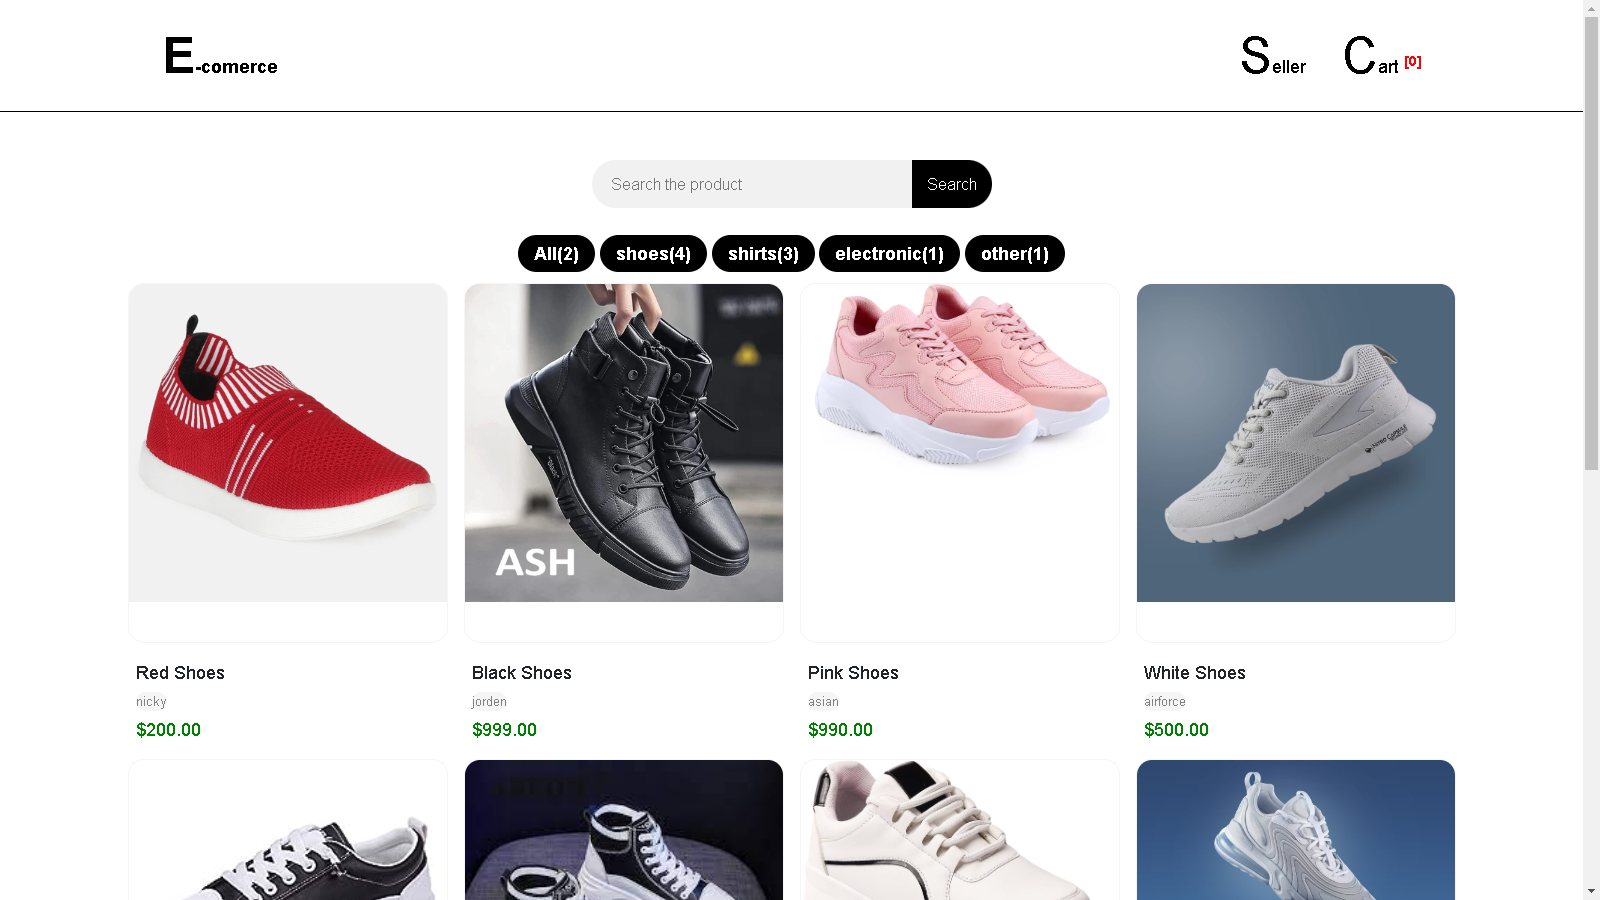 E-comerce
Seller Cart [0]
Search the product Search
All(2) shoes(4) shirts(3) electronic(1) other(1)
ASH
Red Shoes
nicky
$200.00
Black Shoes
jorden
$999.00
Pink Shoes
asian
$990.00
White Shoes
airforce
$500.00